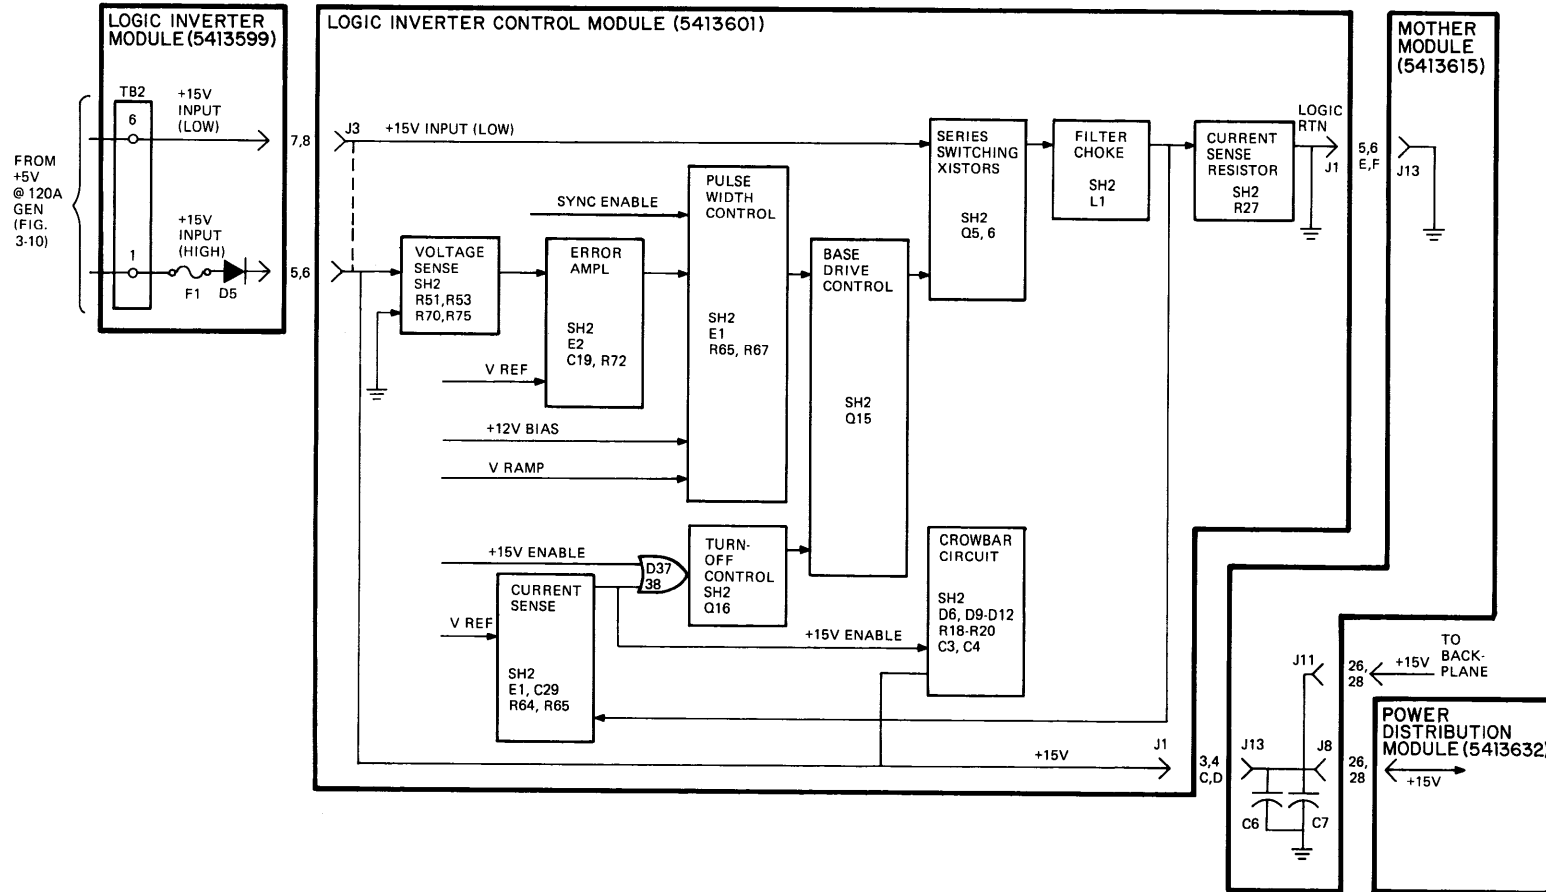 LOGIC INVERTER
MODULE (5413599)
TB2
6
+15V
INPUT
(LOW)
FROM
+5V
@ 120A
GEN
(FIG.
3-10)
1
+15V
INPUT
(HIGH)
F1
D5
7,8
5,6
LOGIC INVERTER CONTROL MODULE (5413601)
J3
+15V INPUT (LOW)
SYNC ENABLE
VOLTAGE
SENSE
SH2
R51,R53
R70,R75
ERROR
AMPL
SH2
E2
C19, R72
V REF
+12V BIAS
V RAMP
PULSE
WIDTH
CONTROL
SH2
E1
R65, R67
BASE
DRIVE
CONTROL
SH2
Q15
SERIES
SWITCHING
XISTORS
SH2
Q5, 6
FILTER
CHOKE
SH2
L1
CURRENT
SENSE
RESISTOR
SH2
R27
LOGIC
RTN
J1
5,6
E,F
+15V ENABLE
D37
38
TURN-
OFF
CONTROL
SH2
Q16
V REF
CURRENT
SENSE
SH2
E1, C29
R64, R65
+15V ENABLE
CROWBAR
CIRCUIT
SH2
D6, D9-D12
R18-R20
C3, C4
+15V
J1
3,4
C,D
MOTHER
MODULE
(5413615)
J13
J11
26,
28
+15V
TO
BACK-
PLANE
J13
J8
26,
28
C6
C7
POWER
DISTRIBUTION
MODULE (5413632)
+15V